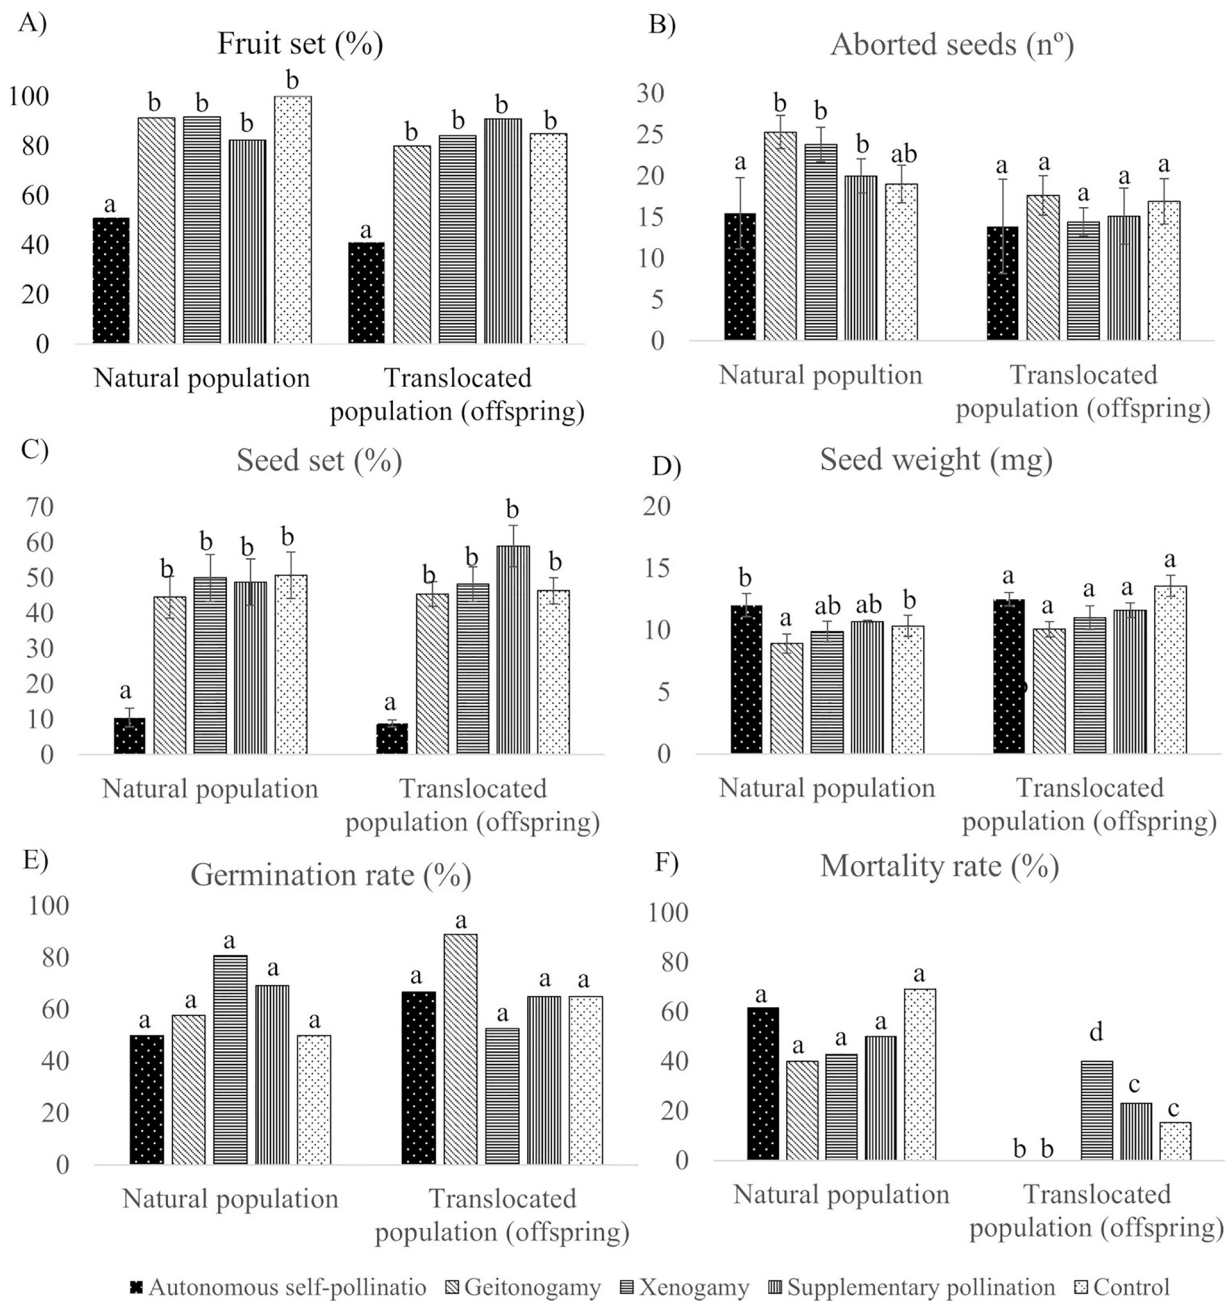 A)
Fruit set (%)
100
80
60
40
20
0
a
b
b
b
b
a
b
b
b
b
Natural population
Translocated
population (offspring)
B)
Aborted seeds (nº)
30
25
20
15
10
5
0
a
b
b
b
ab
a
a
a
a
a
Natural popultion
Translocated
population (offspring)
C)
Seed set (%)
70
60
50
40
30
20
10
0
a
b
b
b
b
a
b
b
b
b
Natural population
Translocated
population (offspring)
D)
Seed weight (mg)
20
15
10
5
0
b
a
ab
ab
b
a
a
a
a
a
Natural population
Translocated
population (offspring)
E)
Germination rate (%)
100
80
60
40
20
0
a
a
a
a
a
a
a
a
a
a
Natural population
Translocated
population (offspring)
F)
Mortality rate (%)
100
80
60
40
20
0
a
a
a
a
a
b
b
d
c
c
Natural population
Translocated
population (offspring)
Autonomous self-pollinatio Geitonogamy Xenogamy Supplementary pollination Control